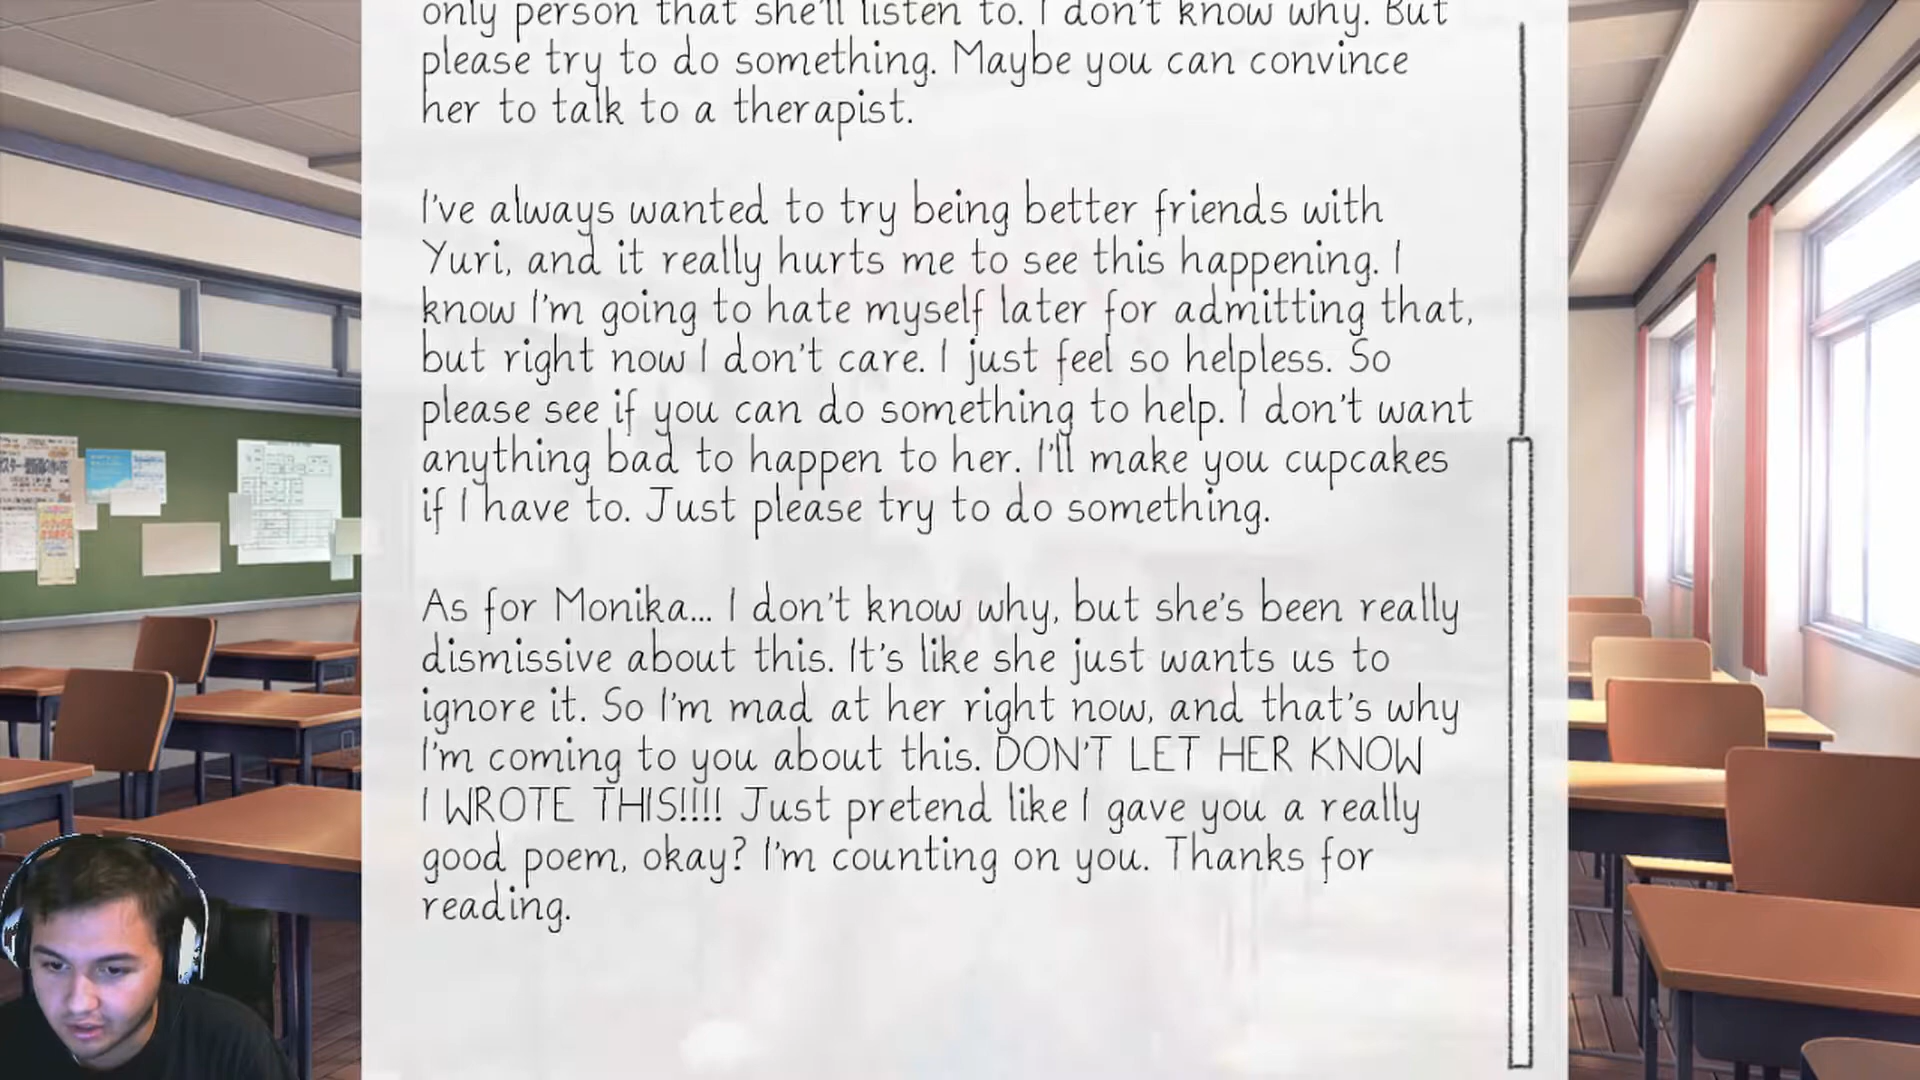 only person that she'll listen to. I don't know why. But
please try to do something. Maybe you can convince
her to talk to a therapist.
I've always wanted to try being better friends with
Yuri, and it really hurts me to see this happening. I
know I'm going to hate myself later for admitting that,
but right now I don't care. I just feel so helpless. So
please see if you can do something to help. I don't want
anything bad to happen to her. I'll make you cupcakes
if I have to. Just please try to do something.
As for Monika... I don't know why, but she's been really
dismissive about this. It's like she just wants us to
ignore it. So I'm mad at her right now, and that's why
I'm coming to you about this. DON'T LET HER KNOW
I WROTE THIS!!!! Just pretend like I gave you a really
good poem, okay? I'm counting on you. Thanks for
reading.